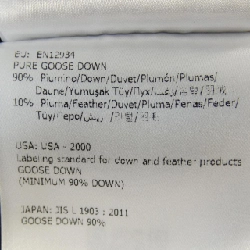 EU: EN12934
PURE GOOSE DOWN
90% Piumino/Down/Duvet/Plumón/Plumas/
Daune/Yumuşak Tüy/Пух/
10% Piuma/Feather/Duvet/Pluma/Penas/Feder/
Tüy/Перо/ريش/
USA: USA - 2000
Labeling standard for down and feather products
GOOSE DOWN
(MINIMUM 90% DOWN)
JAPAN: JIS L 1903 : 2011
GOOSE DOWN 90%